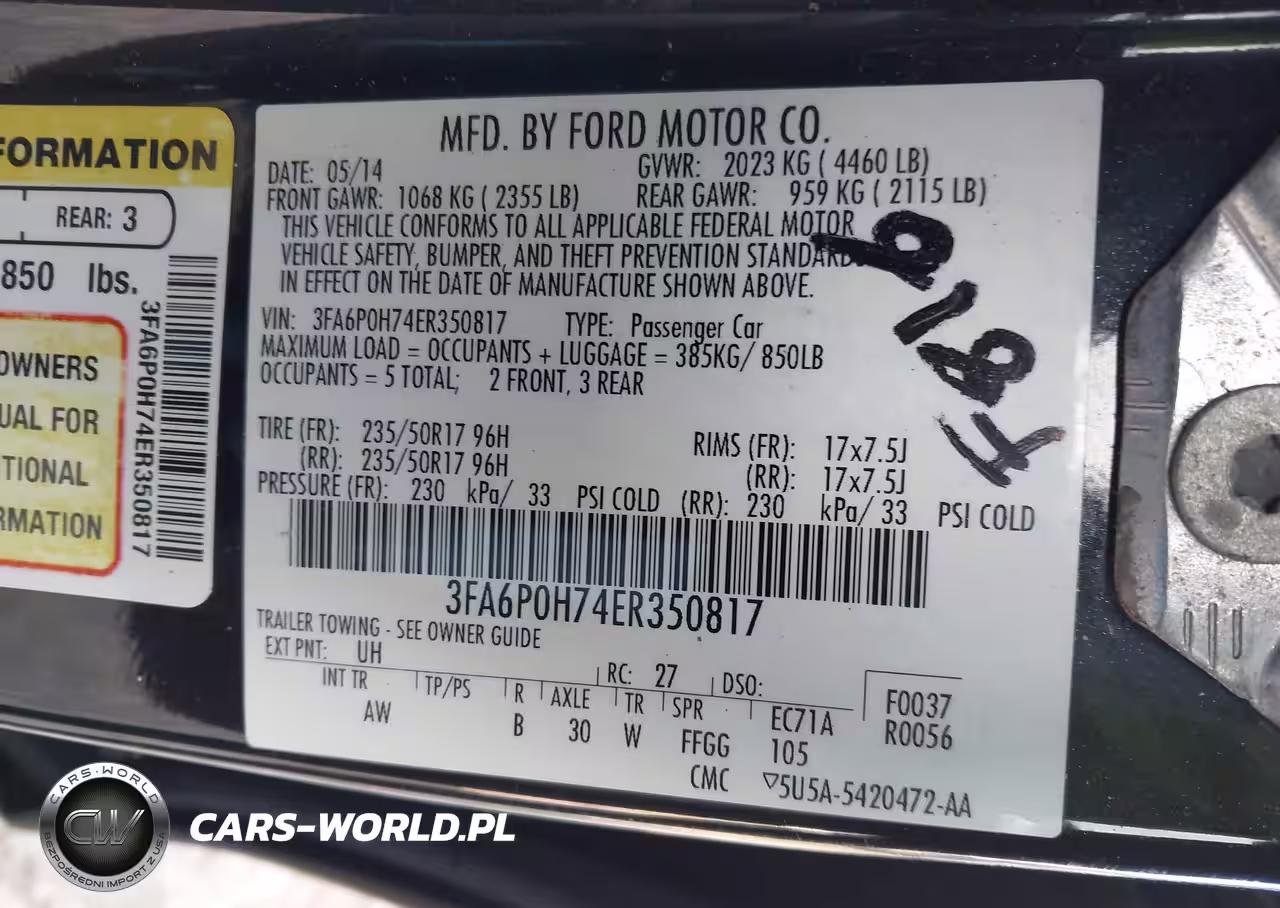 FORMATION
REAR: 3
850 lbs.
OWNERS
UAL FOR
ITIONAL
RMATION
3FA6P0H74ER350817
MFD. BY FORD MOTOR CO.
DATE: 05/14 GVWR: 2023 KG ( 4460 LB)
FRONT GAWR: 1068 KG ( 2355 LB) REAR GAWR: 959 KG ( 2115 LB)
THIS VEHICLE CONFORMS TO ALL APPLICABLE FEDERAL MOTOR
VEHICLE SAFETY, BUMPER, AND THEFT PREVENTION STANDARDS
IN EFFECT ON THE DATE OF MANUFACTURE SHOWN ABOVE.
VIN: 3FA6P0H74ER350817 TYPE: Passenger Car
MAXIMUM LOAD = OCCUPANTS + LUGGAGE = 385KG/ 850LB
OCCUPANTS = 5 TOTAL; 2 FRONT, 3 REAR
TIRE (FR): 235/50R17 96H RIMS (FR): 17x7.5J
(RR): 235/50R17 96H (RR): 17x7.5J
PRESSURE (FR): 230 kPa/ 33 PSI COLD (RR): 230 kPa/ 33 PSI COLD
3FA6P0H74ER350817
TRAILER TOWING - SEE OWNER GUIDE
EXT PNT: UH RC: 27 DSO:
INT TR TP/PS R AXLE TR SPR EC71A F0037
AW B 30 W FFGG 105 R0056
CMC ▽5U5A-5420472-AA
CARS-WORLD
CW
BEZPOŚREDNI IMPORT Z USA
CARS-WORLD.PL